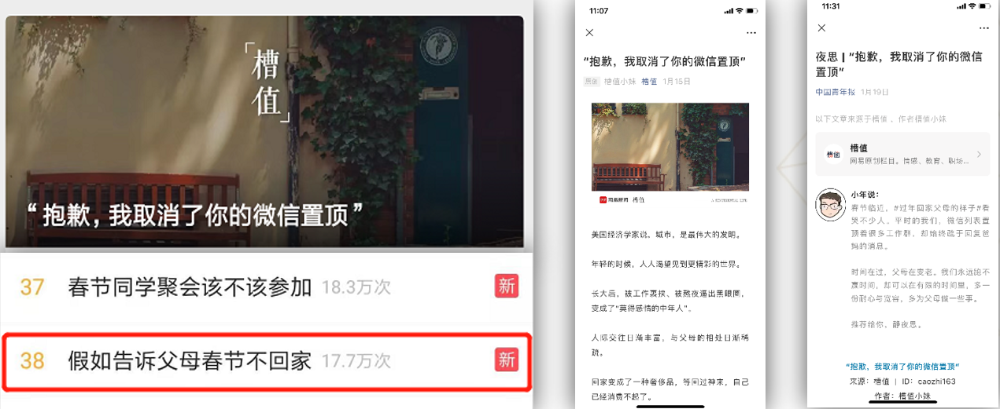 「槽值」
“抱歉，我取消了你的微信置顶”
37 春节同学聚会该不该参加 18.3万次 新
38 假如告诉父母春节不回家 17.7万次 新
11:07
“抱歉，我取消了你的微信置顶”
原创 槽值小妹 槽值 1月15日
网易新闻 槽值
美国经济学家说，城市，是最伟大的发明。
年轻的时候，人人渴望见到更精彩的世界。
长大后，被工作裹挟、被熬夜逼出黑眼圈，
变成了“莫得感情的中年人”。
人际交往日渐丰富，与父母的相处日渐稀
疏。
回家变成了一种奢侈品，等回过神来，自己
已经消费不起了。
11:31
夜思 | “抱歉，我取消了你的微信
置顶”
中国青年报 1月19日
以下文章来源于槽值，作者槽值小妹
槽值
槽值
网易原创栏目。情感、教育、职场...
小年说：
春节临近，#过年回家父母的样子#看
哭不少人。平时的我们，微信列表置
顶着很多工作群，却始终疏于回复爸
妈的消息。
时间在过，父母在变老。我们永远跑不
赢时间，却可以在有限的时间里，多一
份耐心与宽容，多为父母做一些事。
推荐给你，静夜思。
“抱歉，我取消了你的微信置顶”
来源：槽值 | ID：caozhi163
作者：槽值小妹